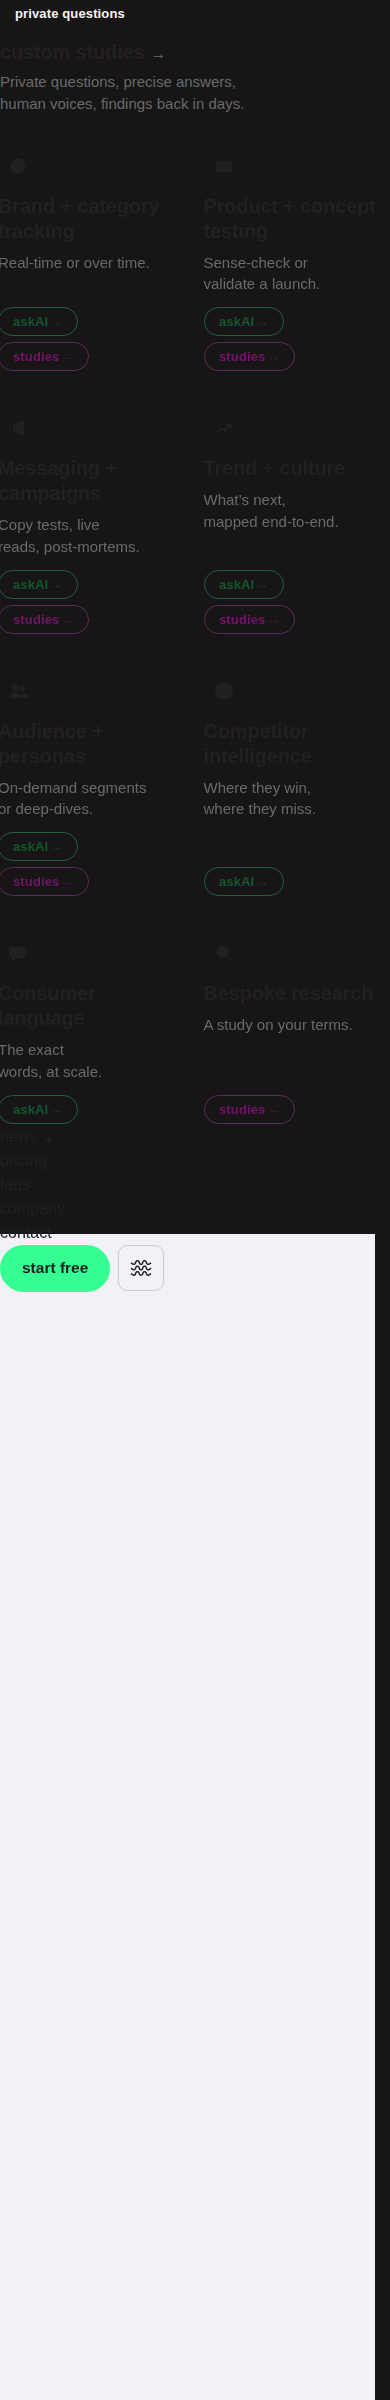 private questions
custom studies →
Private questions, precise answers,
human voices, findings back in days.
Brand + category
tracking
Real-time or over time.
askAI →
studies →
Product + concept
testing
Sense-check or
validate a launch.
askAI →
studies →
Messaging +
campaigns
Copy tests, live
reads, post-mortems.
askAI →
studies →
Trend + culture
What’s next,
mapped end-to-end.
askAI →
studies →
Audience +
personas
On-demand segments
or deep-dives.
askAI →
studies →
Competitor
intelligence
Where they win,
where they miss.
askAI →
Consumer
language
The exact
words, at scale.
askAI →
Bespoke research
A study on your terms.
studies →
news ↓
pricing
faqs
company
contact
start free